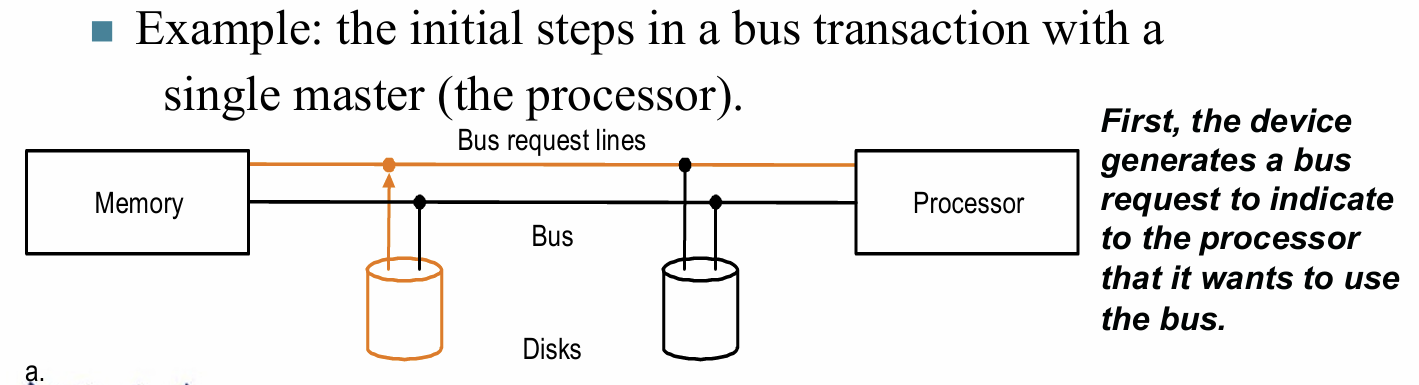 Example: the initial steps in a bus transaction with a
single master (the processor).
Bus request lines
Memory
Processor
Bus
Disks
First, the device
generates a bus
request to indicate
to the processor
that it wants to use
the bus.
a.